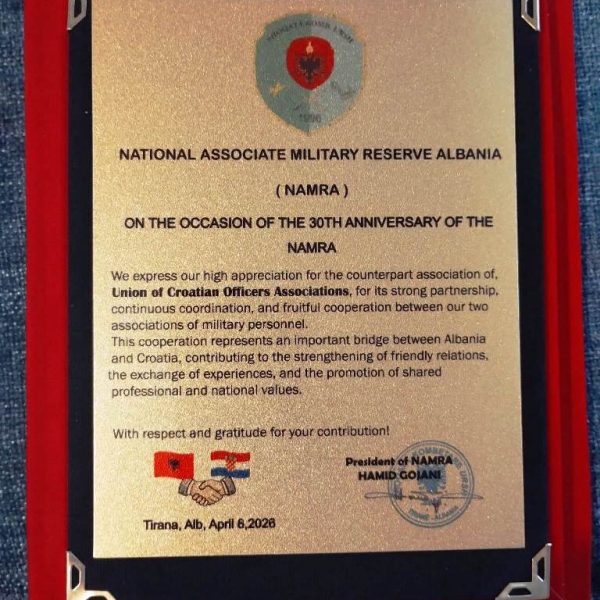 1996
NATIONAL ASSOCIATE MILITARY RESERVE ALBANIA
( NAMRA )
ON THE OCCASION OF THE 30TH ANNIVERSARY OF THE
NAMRA
We express our high appreciation for the counterpart association of,
Union of Croatian Officers Associations, for its strong partnership,
continuous coordination, and fruitful cooperation between our two
associations of military personnel.
This cooperation represents an important bridge between Albania
and Croatia, contributing to the strengthening of friendly relations,
the exchange of experiences, and the promotion of shared
professional and national values.
With respect and gratitude for your contribution!
President of NAMRA
HAMID GOJANI
Tirana, Alb, April 6,2026